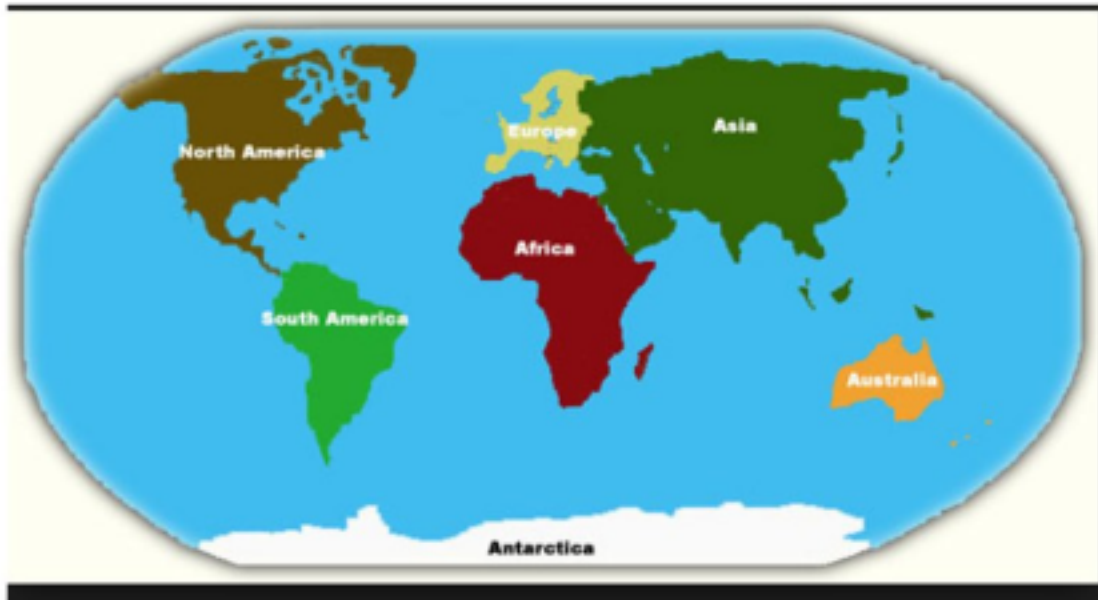 Europe
Asia
North America
Africa
South America
Australia
Antarctica